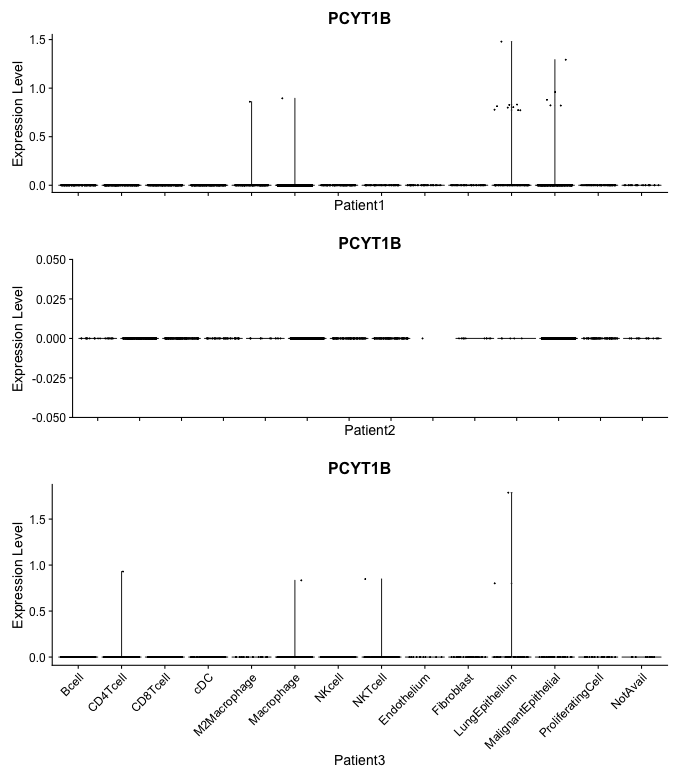 PCYT1B
1.5
1.0
0.5
0.0
Expression Level
Patient1
PCYT1B
0.050
0.025
0.000
-0.025
-0.050
Expression Level
Patient2
PCYT1B
1.5
1.0
0.5
0.0
Expression Level
Bcell
CD4Tcell
CD8Tcell
cDC
M2Macrophage
Macrophage
NKcell
NKTcell
Endothelium
Fibroblast
LungEpithelium
MalignantEpithelial
ProliferatingCell
NotAvail
Patient3